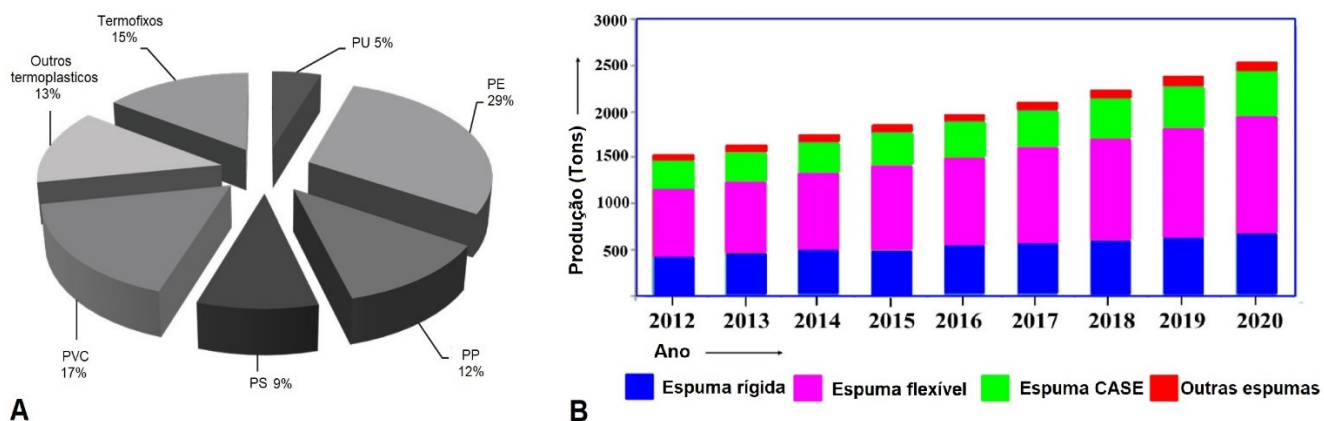 Termofixos
15%
PU 5%
PE
29%
Outros
termoplasticos
13%
PVC
17%
PS 9%
PP
12%
A
3000
2500
2000
1500
1000
500
Produção (Tons)
2012 2013 2014 2015 2016 2017 2018 2019 2020
Ano
Espuma rígida Espuma flexível Espuma CASE Outras espumas
B